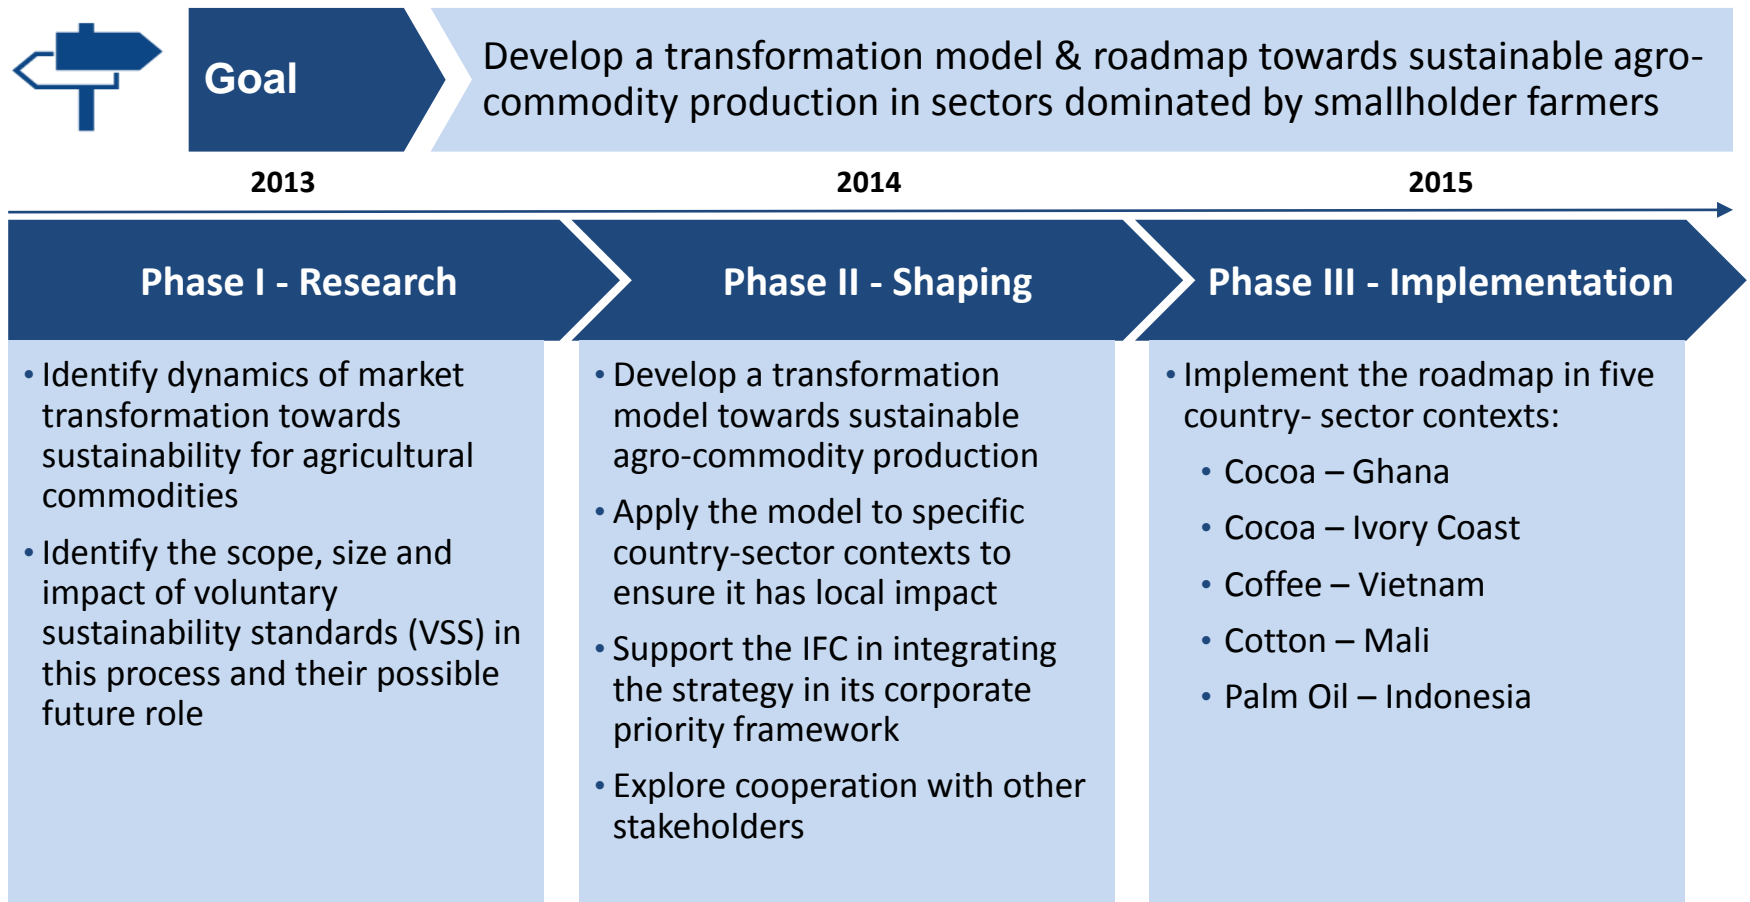 Goal
Develop a transformation model & roadmap towards sustainable agro-
commodity production in sectors dominated by smallholder farmers
2013
2014
2015
Phase I - Research
Phase II - Shaping
Phase III - Implementation
• Identify dynamics of market
transformation towards
sustainability for agricultural
commodities
• Identify the scope, size and
impact of voluntary
sustainability standards (VSS) in
this process and their possible
future role
• Develop a transformation
model towards sustainable
agro-commodity production
• Apply the model to specific
country-sector contexts to
ensure it has local impact
• Support the IFC in integrating
the strategy in its corporate
priority framework
• Explore cooperation with other
stakeholders
• Implement the roadmap in five
country- sector contexts:
• Cocoa – Ghana
• Cocoa – Ivory Coast
• Coffee – Vietnam
• Cotton – Mali
• Palm Oil – Indonesia